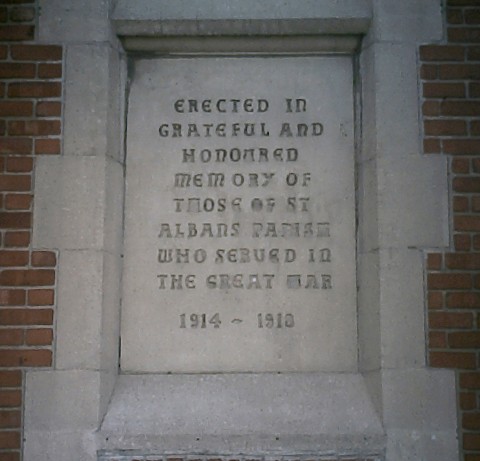 ERECTED IN
GRATEFUL AND
HONOURED
MEMORY OF
THOSE OF ST
ALBANS PARISH
WHO SERVED IN
THE GREAT WAR
1914 ~ 1918